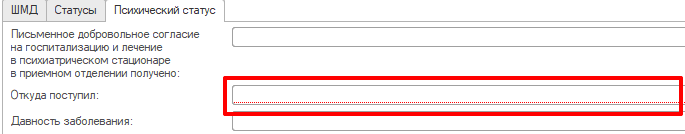 ШМД Статусы Психический статус
Письменное добровольное согласие
на госпитализацию и лечение
в психиатрическом стационаре
в приемном отделении получено:
Откуда поступил:
Давность заболевания: